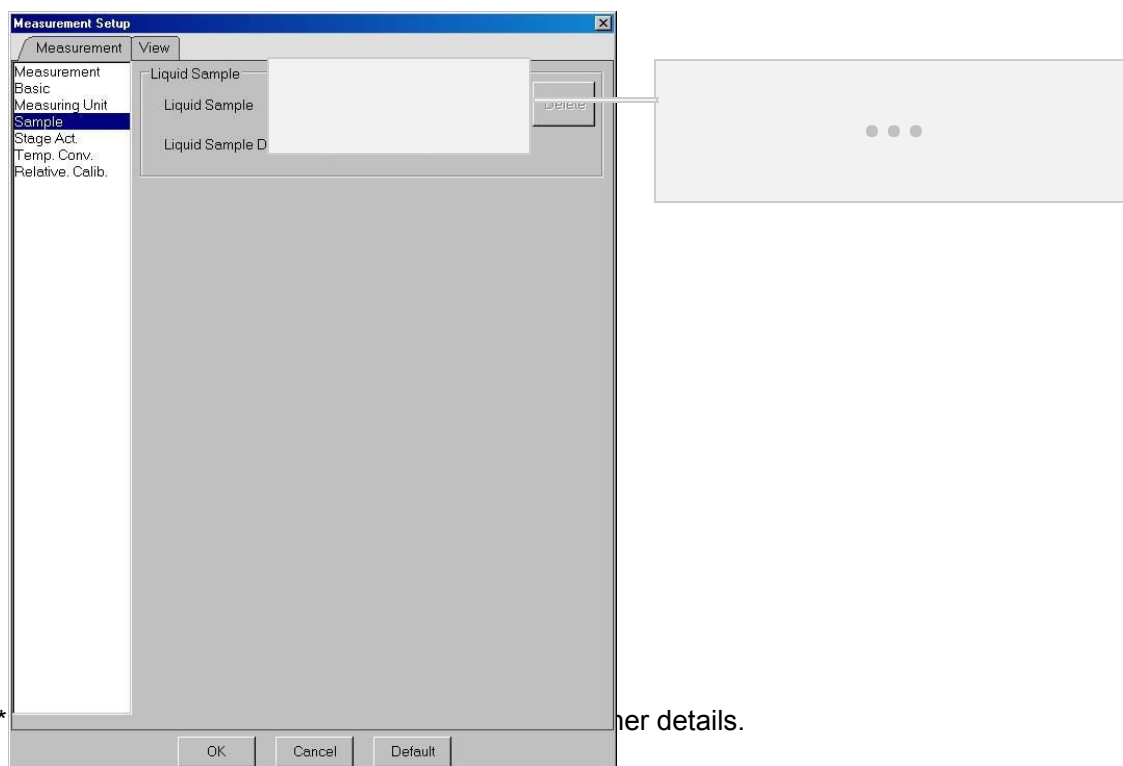 Measurement Setup
Measurement View
Measurement
Basic
Measuring Unit
Sample
Stage Act.
Temp. Conv.
Relative. Calib.
Liquid Sample
Liquid Sample Delete
Liquid Sample D
* her details.
OK Cancel Default